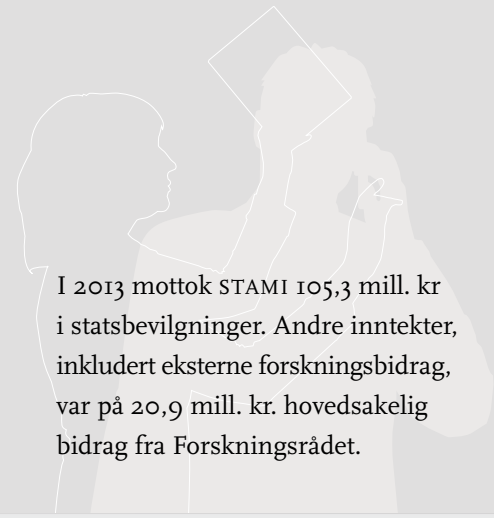 I 2013 mottok STAMI 105,3 mill. kr
i statsbevilgninger. Andre inntekter,
inkludert eksterne forskningsbidrag,
var på 20,9 mill. kr. hovedsakelig
bidrag fra Forskningsrådet.